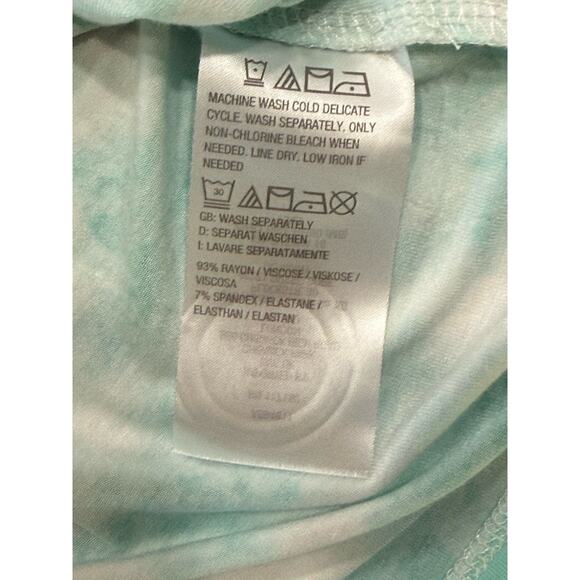 MACHINE WASH COLD DELICATE
CYCLE. WASH SEPARATELY. ONLY
NON-CHLORINE BLEACH WHEN
NEEDED. LINE DRY. LOW IRON IF
NEEDED
30
GB: WASH SEPARATELY
D: SEPARAT WASCHEN
I: LAVARE SEPARATAMENTE
93% RAYON / VISCOSE / VISKOSE /
VISCOSA
7% SPANDEX / ELASTANE /
ELASTHAN / ELASTAN